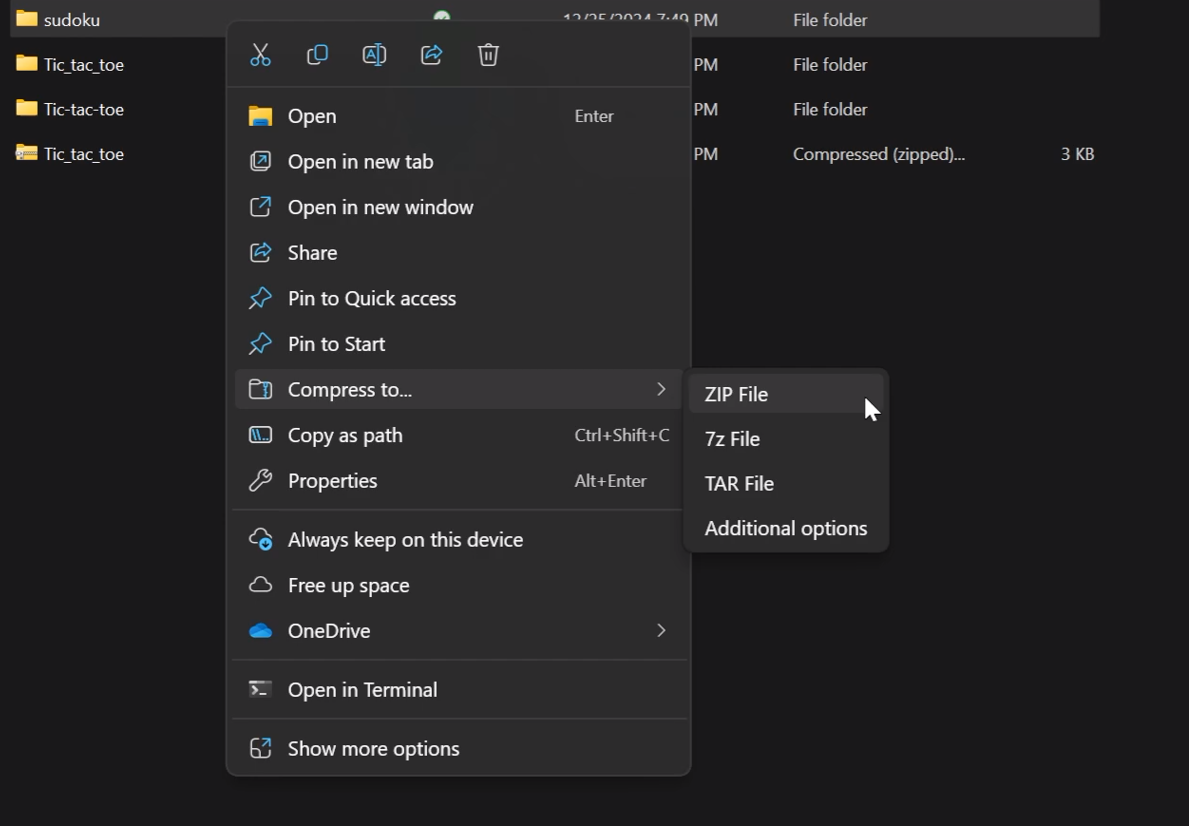 sudoku 12/25/2024 7:49 PM File folder
Tic_tac_toe PM File folder
Tic-tac-toe PM File folder
Tic_tac_toe PM Compressed (zipped)... 3 KB
Open Enter
Open in new tab
Open in new window
Share
Pin to Quick access
Pin to Start
Compress to...
Copy as path Ctrl+Shift+C
Properties Alt+Enter
Always keep on this device
Free up space
OneDrive
Open in Terminal
Show more options
ZIP File
7z File
TAR File
Additional options